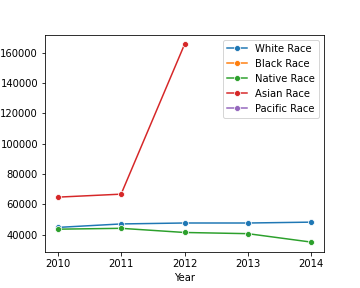 160000
140000
120000
100000
80000
60000
40000
White Race
Black Race
Native Race
Asian Race
Pacific Race
2010 2011 2012 2013 2014
Year